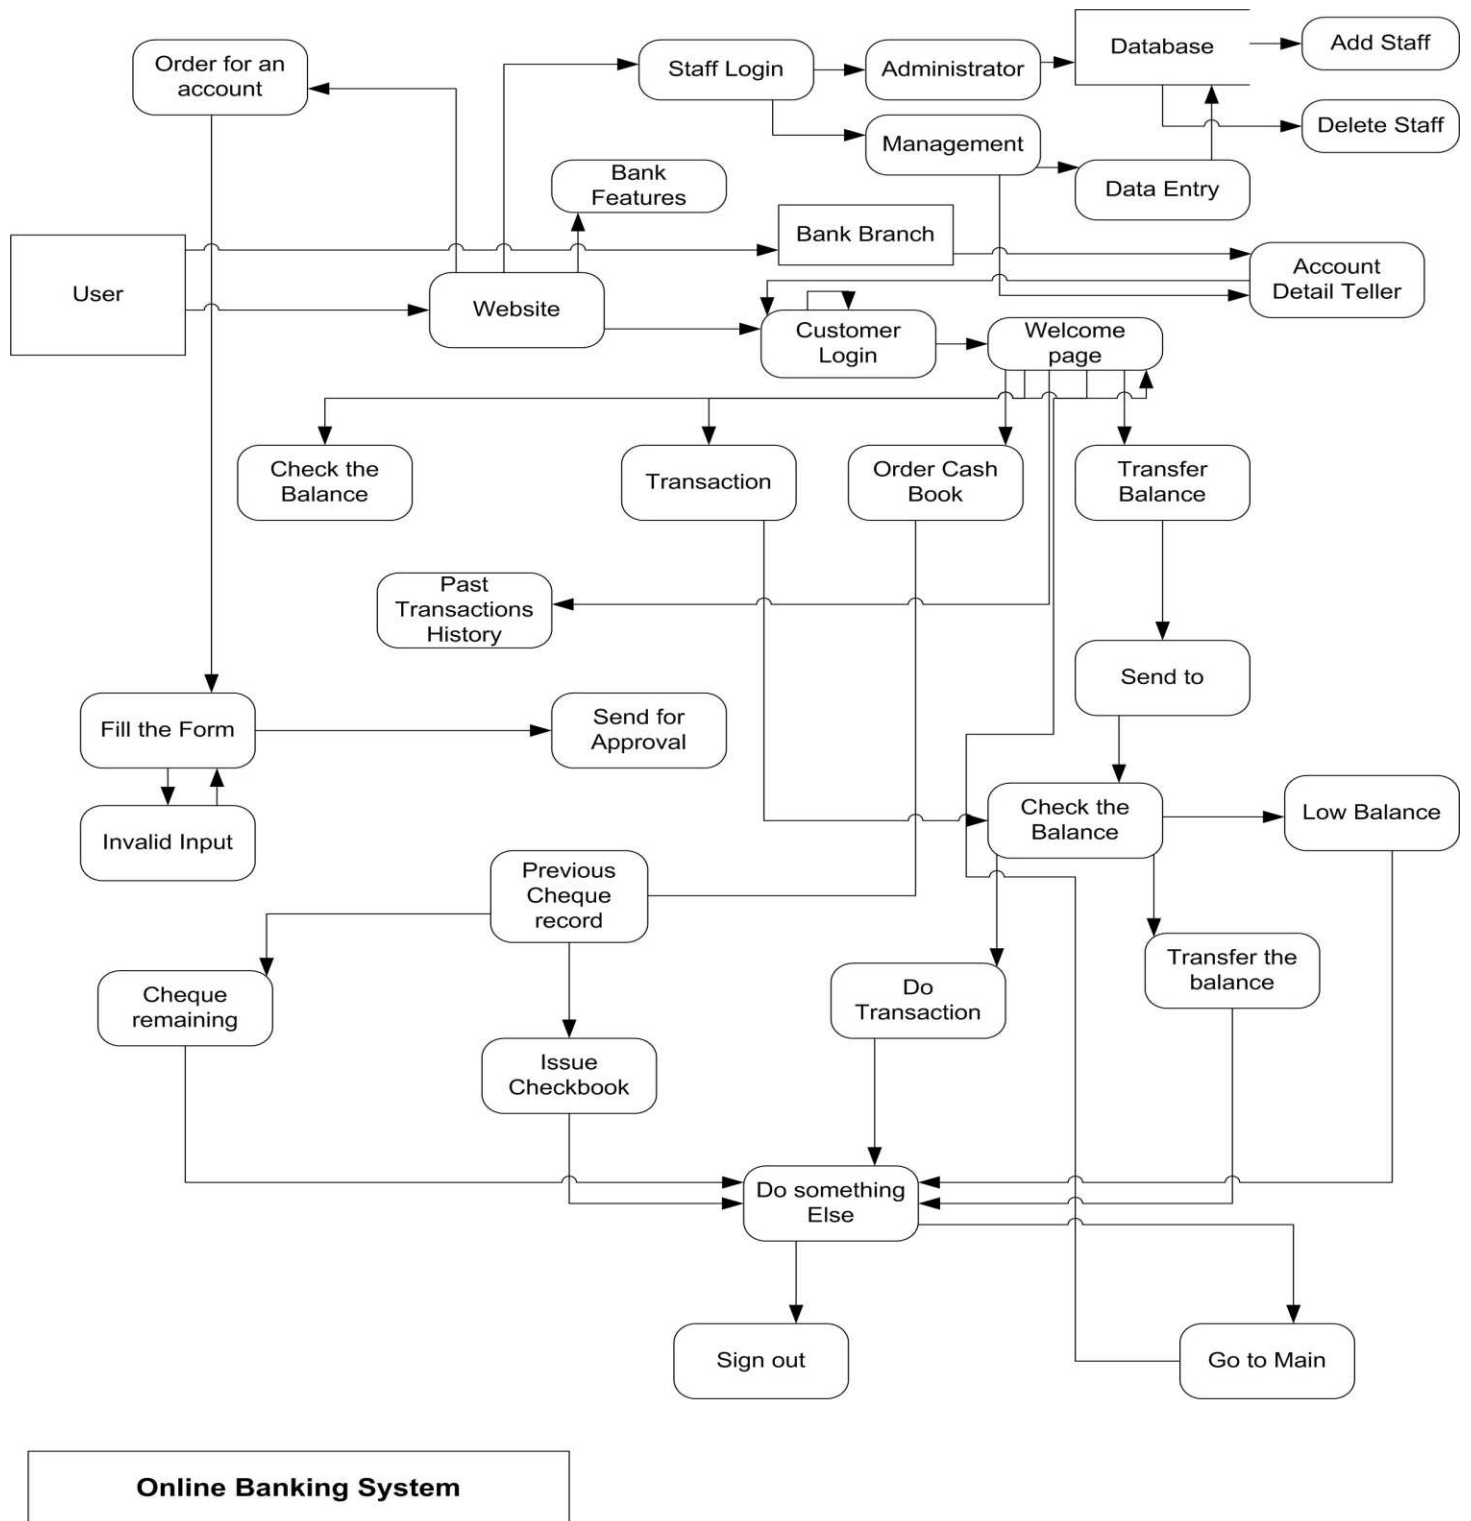 Order for an
account
Staff Login
Administrator
Database
Add Staff
Delete Staff
Management
Bank
Features
Data Entry
Bank Branch
User
Website
Account
Detail Teller
Customer
Login
Welcome
page
Check the
Balance
Transaction
Order Cash
Book
Transfer
Balance
Past
Transactions
History
Send to
Fill the Form
Send for
Approval
Invalid Input
Check the
Balance
Low Balance
Previous
Cheque
record
Cheque
remaining
Do
Transaction
Transfer the
balance
Issue
Checkbook
Do something
Else
Sign out
Go to Main
Online Banking System